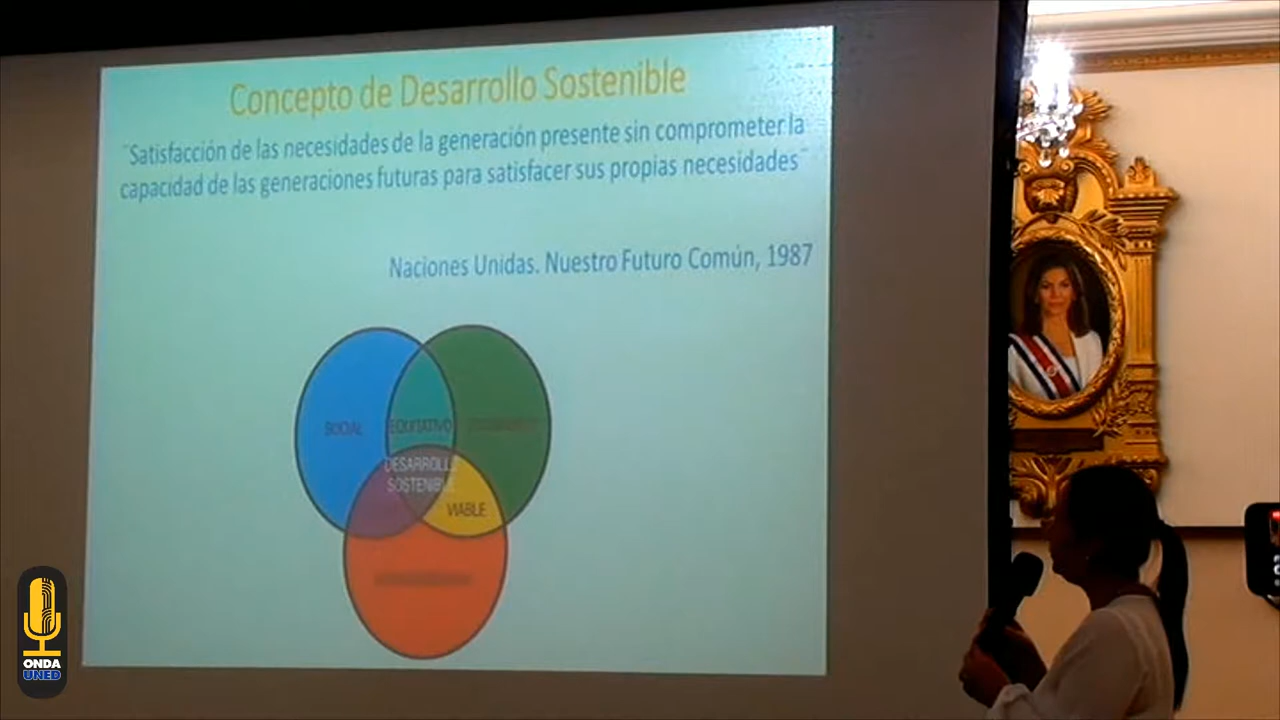 Concepto de Desarrollo Sostenible
¨Satisfacción de las necesidades de la generación presente sin comprometer la
capacidad de las generaciones futuras para satisfacer sus propias necesidades¨
Naciones Unidas. Nuestro Futuro Común, 1987
SOCIAL
EQUITATIVO
DESARROLLO
SOSTENIBLE
VIABLE
ONDA
UNED